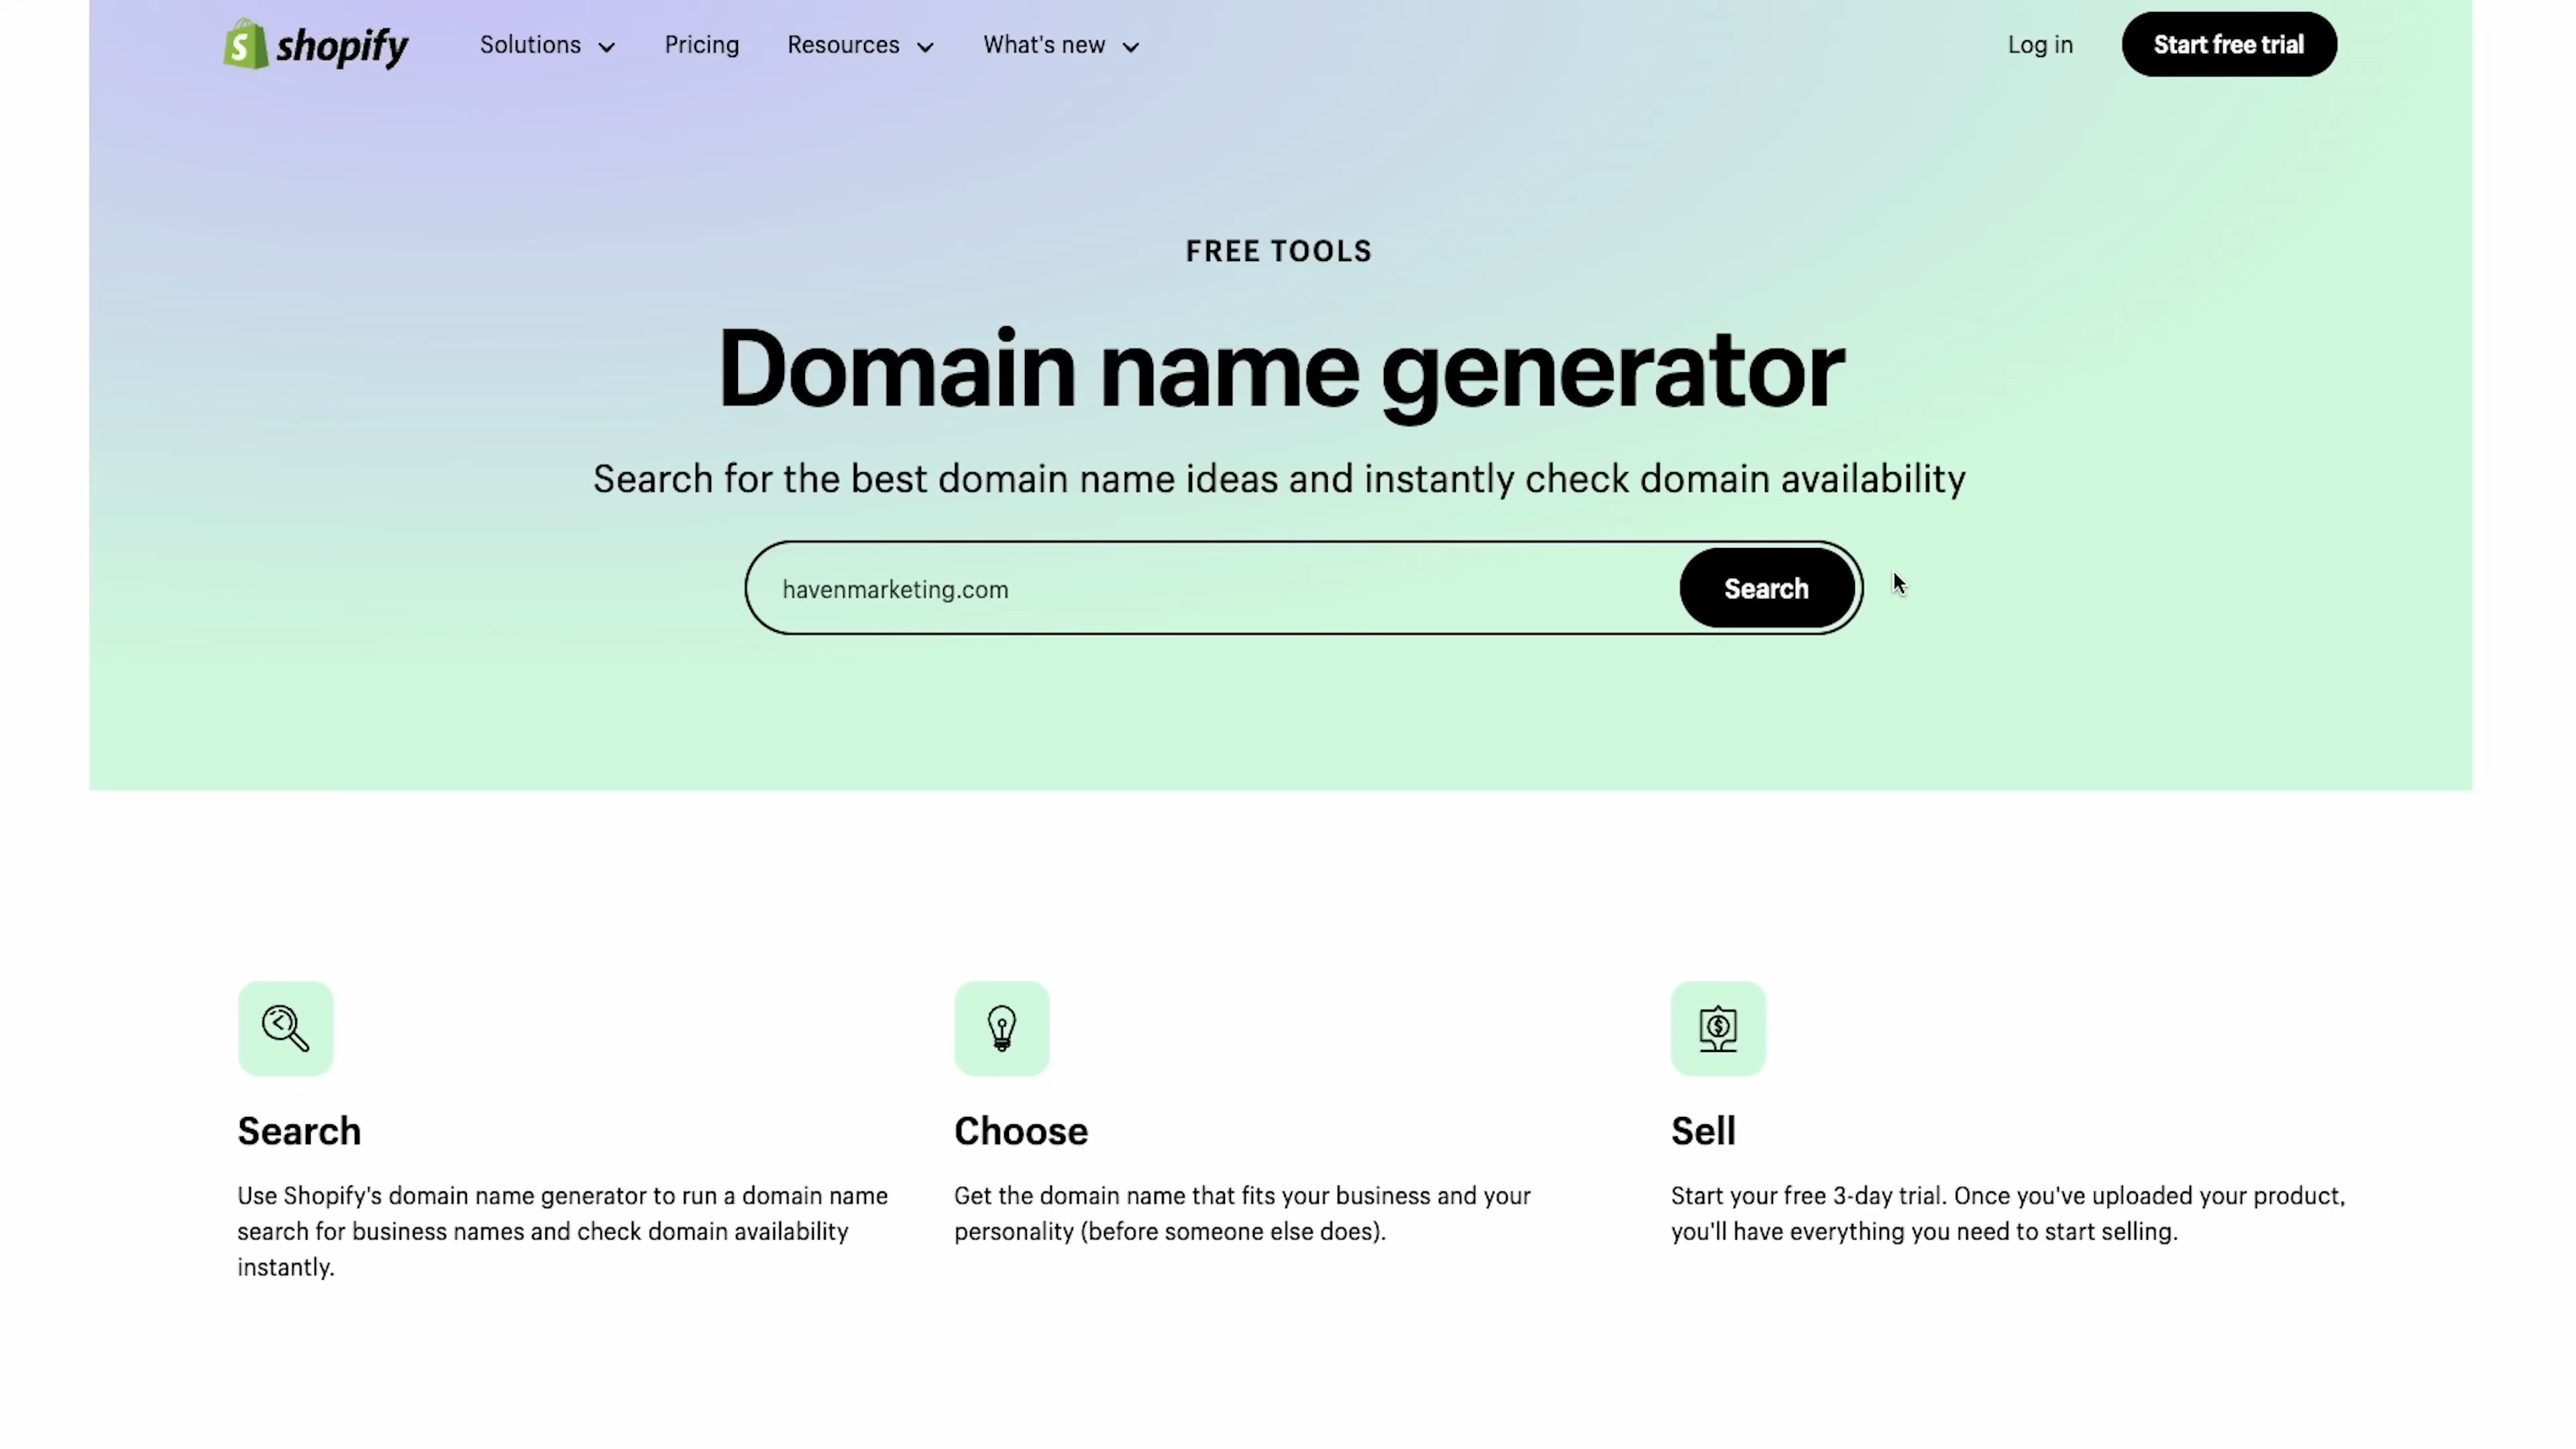 shopify Solutions Pricing Resources What's new Log in Start free trial
FREE TOOLS
Domain name generator
Search for the best domain name ideas and instantly check domain availability
havenmarketing.com Search
Search
Use Shopify's domain name generator to run a domain name
search for business names and check domain availability
instantly.
Choose
Get the domain name that fits your business and your
personality (before someone else does).
Sell
Start your free 3-day trial. Once you've uploaded your product,
you'll have everything you need to start selling.